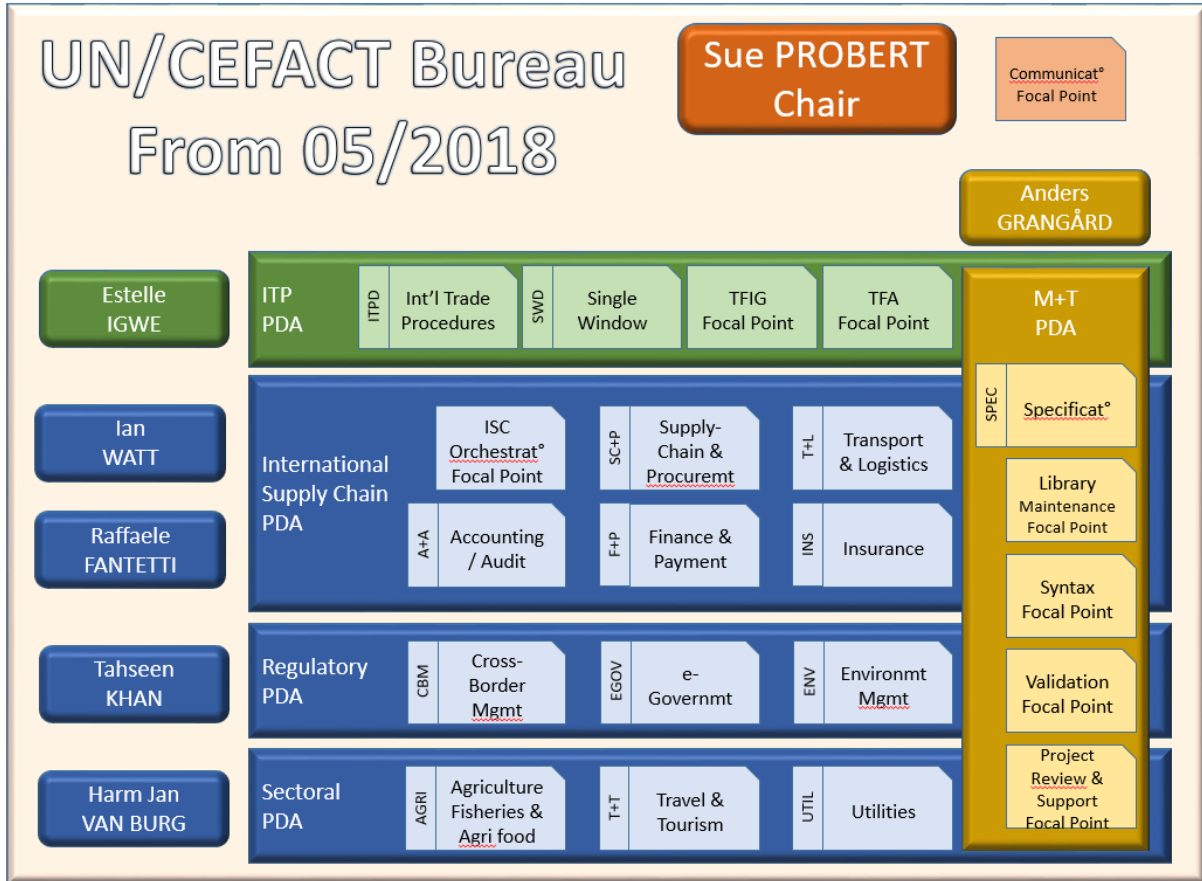 UN/CEFACT Bureau
From 05/2018
Sue PROBERT
Chair
Communicat°
Focal Point
Anders
GRANGÅRD
Estelle
IGWE
ITP
PDA
ITPD
Int'l Trade
Procedures
SWD
Single
Window
TFIG
Focal Point
TFA
Focal Point
M+T
PDA
SPEC
Specificat°
Library
Maintenance
Focal Point
Syntax
Focal Point
Validation
Focal Point
Project
Review &
Support
Focal Point
Ian
WATT
Raffaele
FANTETTI
International
Supply Chain
PDA
ISC
Orchestrat°
Focal Point
SC+P
Supply-
Chain &
Procuremt
T+L
Transport
& Logistics
A+A
Accounting
/ Audit
F+P
Finance &
Payment
INS
Insurance
Tahseen
KHAN
Regulatory
PDA
CBM
Cross-
Border
Mgmt
EGOV
e-
Governmt
ENV
Environmt
Mgmt
Harm Jan
VAN BURG
Sectoral
PDA
AGRI
Agriculture
Fisheries &
Agri food
T+T
Travel &
Tourism
UTIL
Utilities